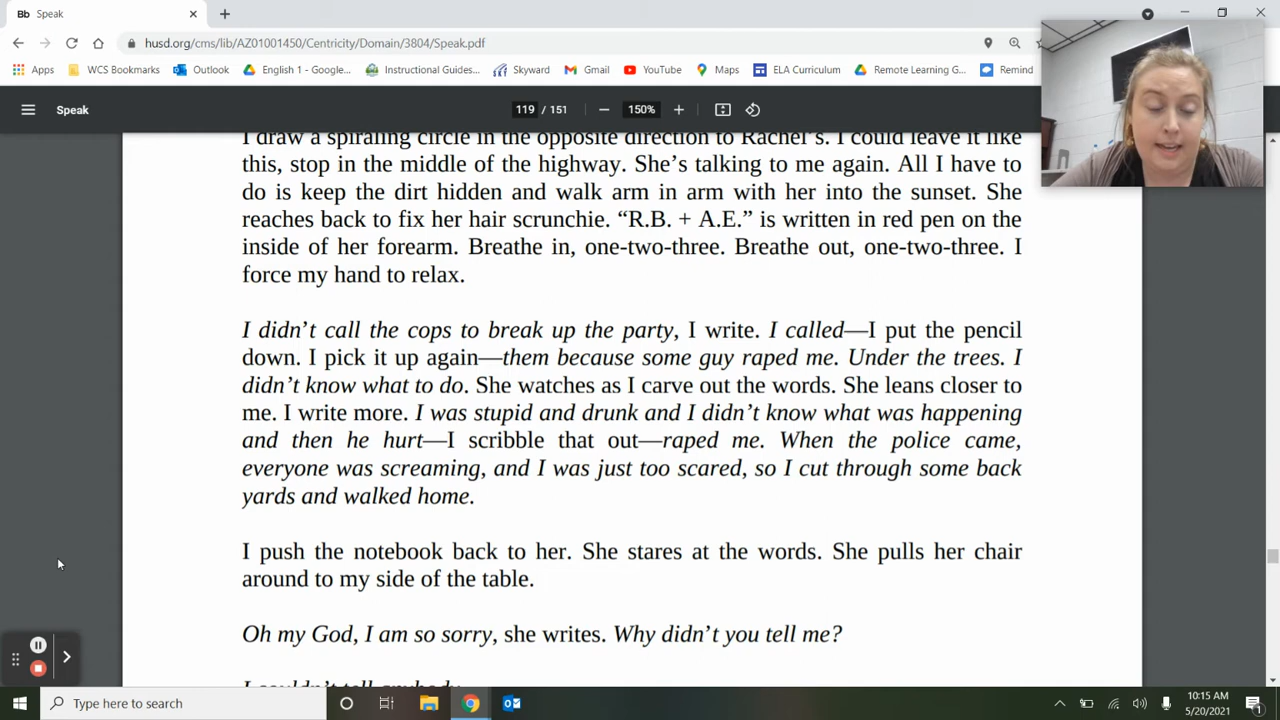 Bb Speak
husd.org/cms/lib/AZ01001450/Centricity/Domain/3804/Speak.pdf
Apps WCS Bookmarks Outlook English 1 - Google... Instructional Guides... Skyward Gmail YouTube Maps ELA Curriculum Remote Learning G... Remind
Speak 119 / 151 150%
I draw a spiraling circle in the opposite direction to Rachel's. I could leave it like
this, stop in the middle of the highway. She's talking to me again. All I have to
do is keep the dirt hidden and walk arm in arm with her into the sunset. She
reaches back to fix her hair scrunchie. “R.B. + A.E.” is written in red pen on the
inside of her forearm. Breathe in, one-two-three. Breathe out, one-two-three. I
force my hand to relax.
I didn't call the cops to break up the party, I write. I called—I put the pencil
down. I pick it up again—them because some guy raped me. Under the trees. I
didn't know what to do. She watches as I carve out the words. She leans closer to
me. I write more. I was stupid and drunk and I didn't know what was happening
and then he hurt—I scribble that out—raped me. When the police came,
everyone was screaming, and I was just too scared, so I cut through some back
yards and walked home.
I push the notebook back to her. She stares at the words. She pulls her chair
around to my side of the table.
Oh my God, I am so sorry, she writes. Why didn't you tell me?
I couldn't tell anybody
Type here to search
10:15 AM
5/20/2021
1